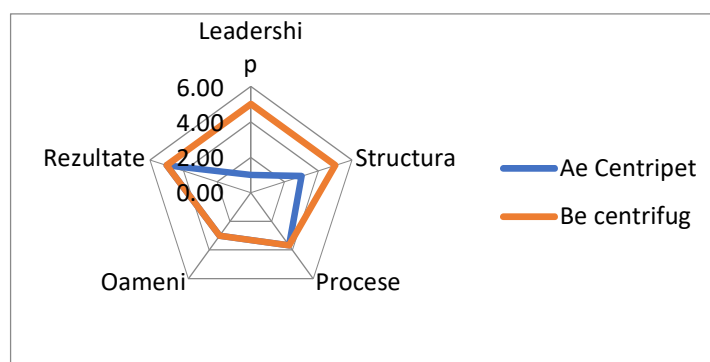 Leadershi
p
6.00
4.00
2.00
0.00
Rezultate
Structura
Oameni
Procese
Ae Centripet
Be centrifug